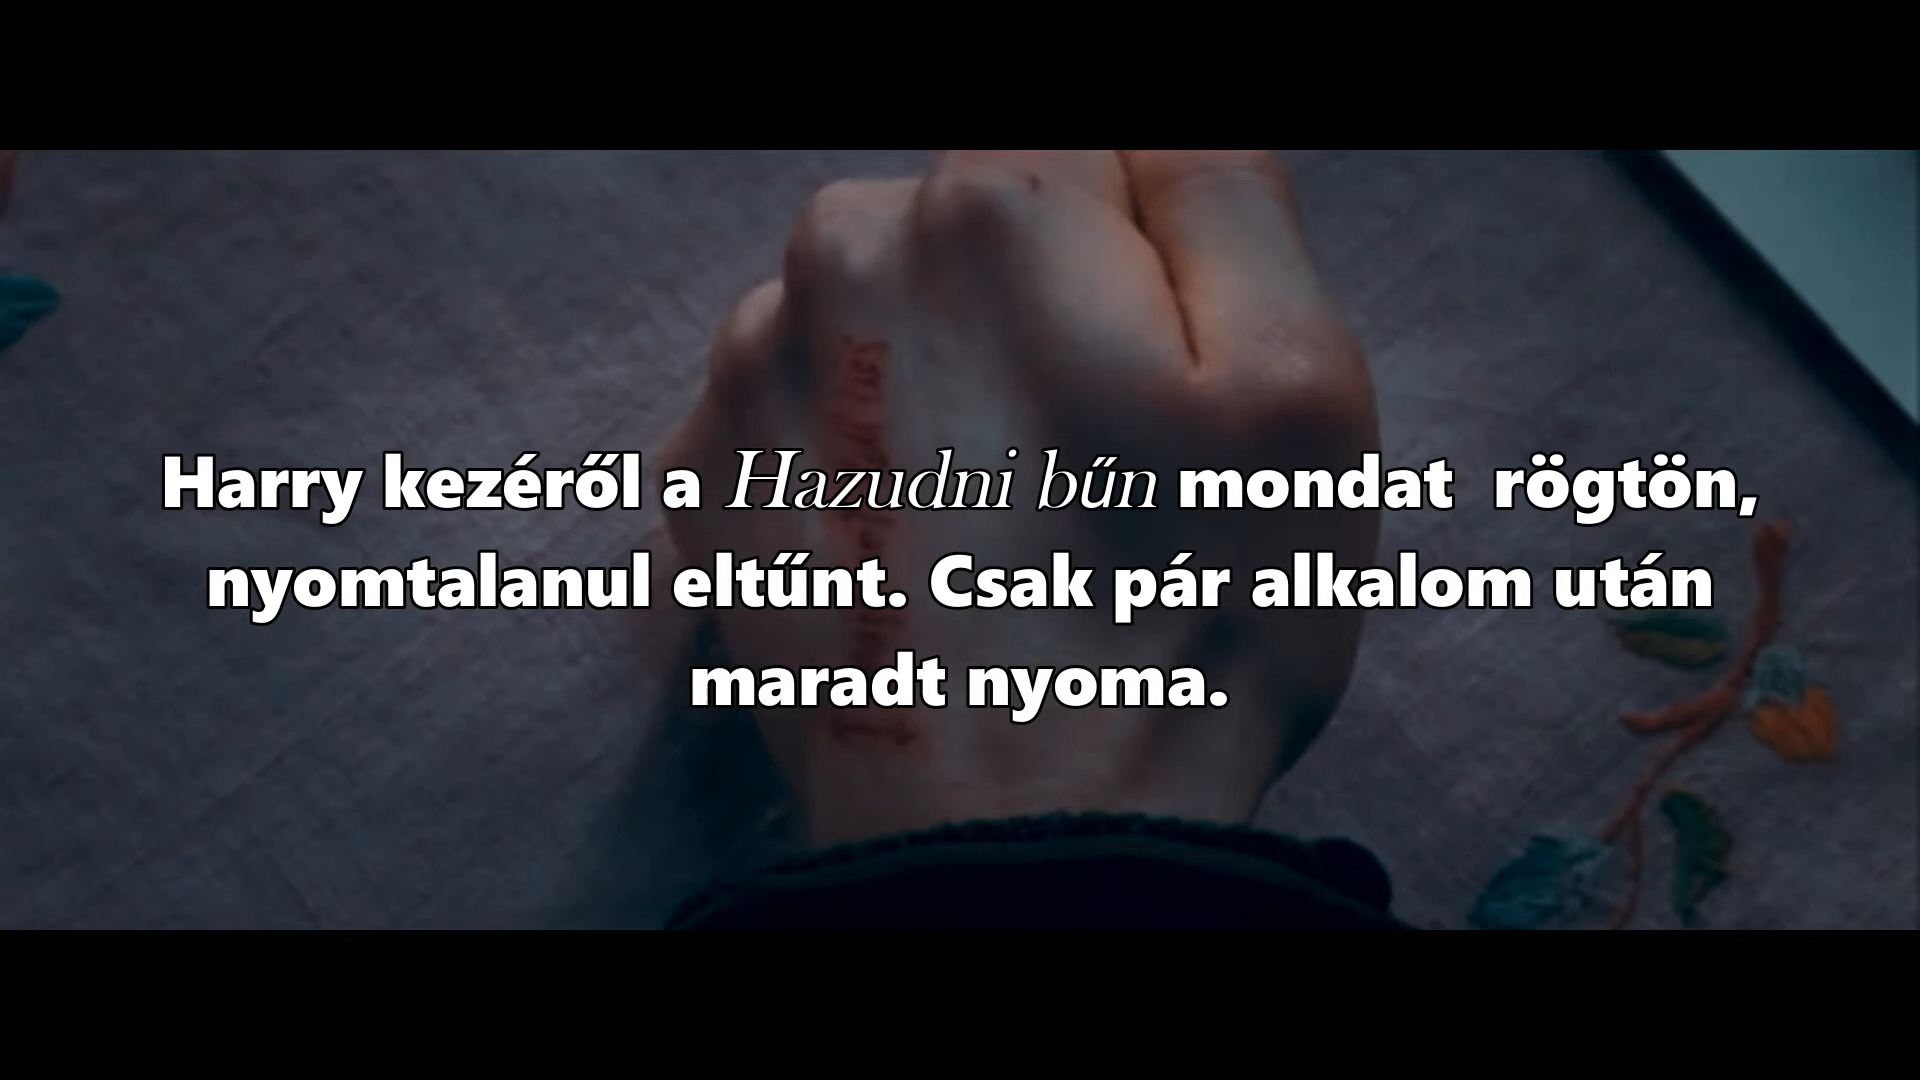 Harry kezéről a Hazudni bűn mondat  rögtön,
nyomtalanul eltűnt. Csak pár alkalom után
maradt nyoma.